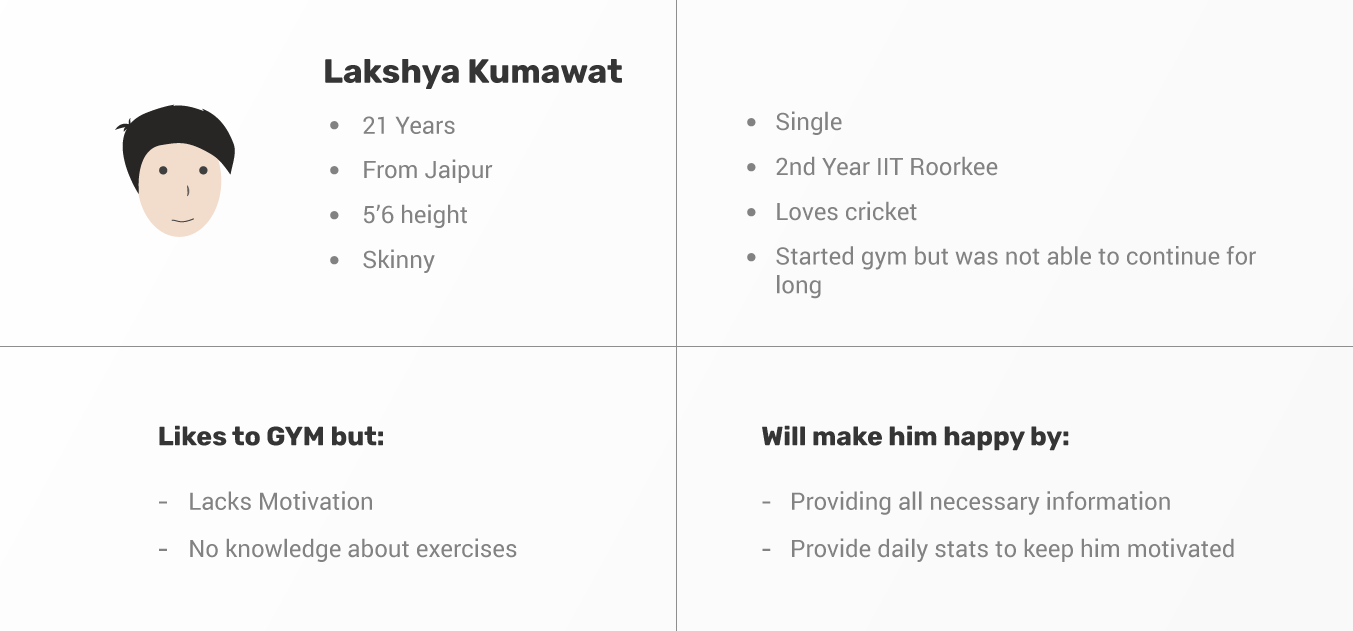 Lakshya Kumawat
• 21 Years
• From Jaipur
• 5’6 height
• Skinny
• Single
• 2nd Year IIT Roorkee
• Loves cricket
• Started gym but was not able to continue for
long
Likes to GYM but:
- Lacks Motivation
- No knowledge about exercises
Will make him happy by:
- Providing all necessary information
- Provide daily stats to keep him motivated